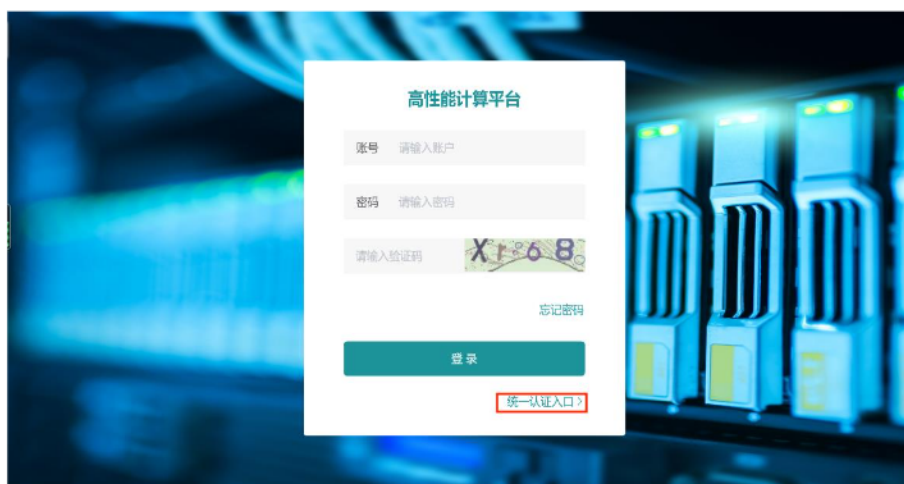 高性能计算平台
账号 请输入账户
密码 请输入密码
请输入验证码 Xr68
忘记密码
登录
统一认证入口 >